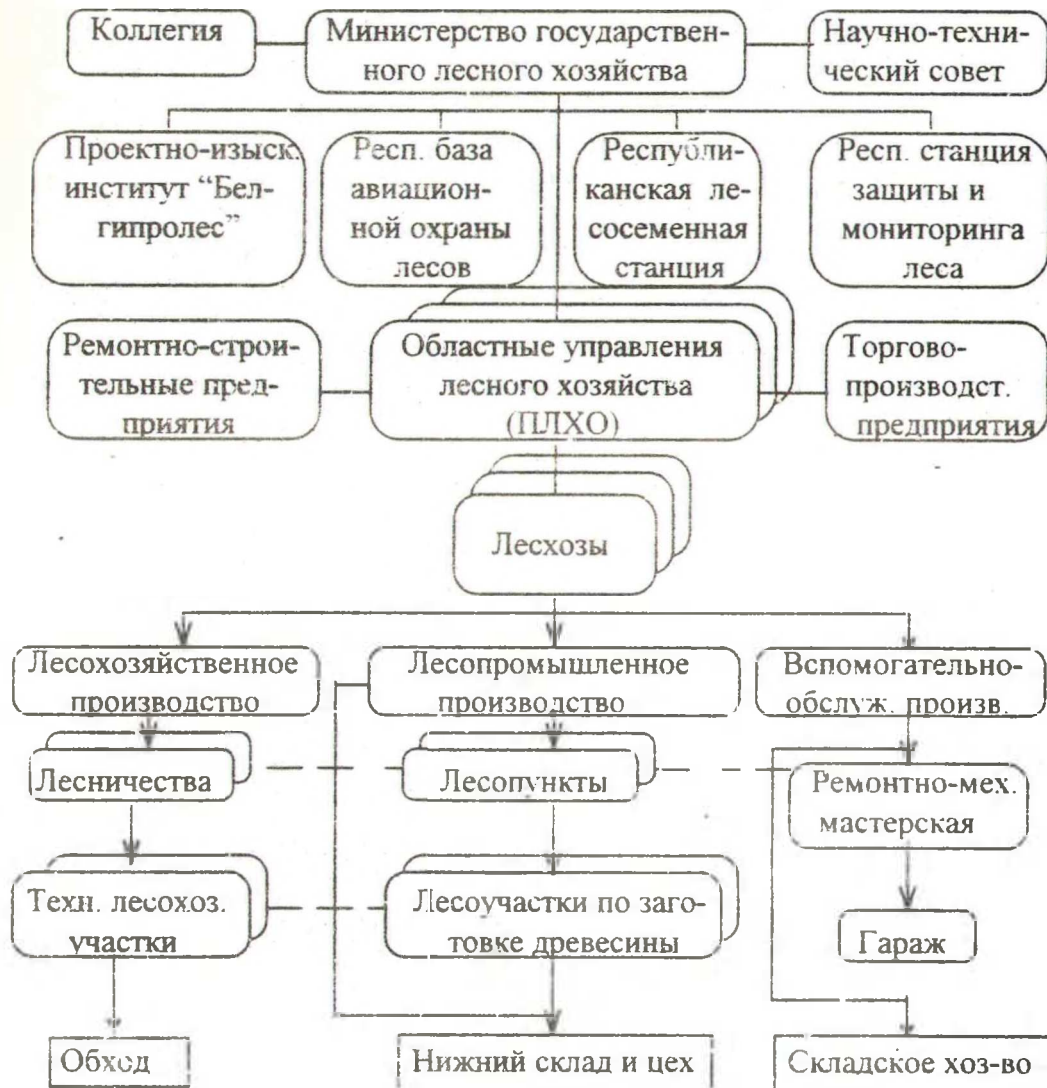 Коллегия
Министерство государствен-
ного лесного хозяйства
Научно-техни-
ческий совет
Проектно-изыск.
институт “Бел-
гипролес”
Респ. база
авиацион-
ной охраны
лесов
Республи-
канская ле-
сосеменная
станция
Респ. станция
защиты и
мониторинга
леса
Ремонтно-строи-
тельные пред-
приятия
Областные управления
лесного хозяйства
(ПЛХО)
Торгово-
производст.
предприятия
Лесхозы
Лесохозяйственное
производство
Лесопромышленное
производство
Вспомогательно-
обслуж. произв.
Лесничества
Лесопункты
Ремонтно-мех.
мастерская
Техн. лесохоз.
участки
Лесоучастки по заго-
товке древесины
Гараж
Обход
Нижний склад и цех
Складское хоз-во